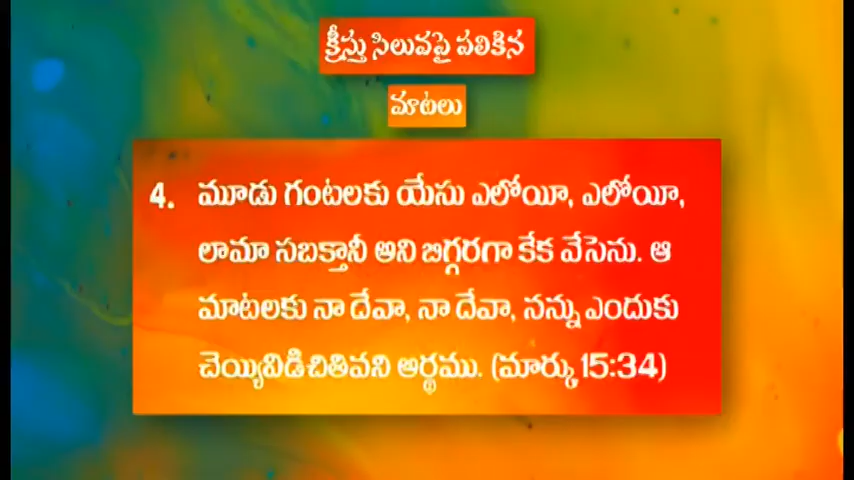 క్రీస్తు సిలువపై పలికిన
మాటలు
4. మూడు గంటలకు యేసు ఎలోయీ, ఎలోయీ,
లామా సబక్తానీ అని బిగ్గరగా కేక వేసెను. ఆ
మాటలకు నా దేవా, నా దేవా, నన్ను ఎందుకు
చెయ్యివిడిచితివని అర్థము. (మార్కు 15:34)